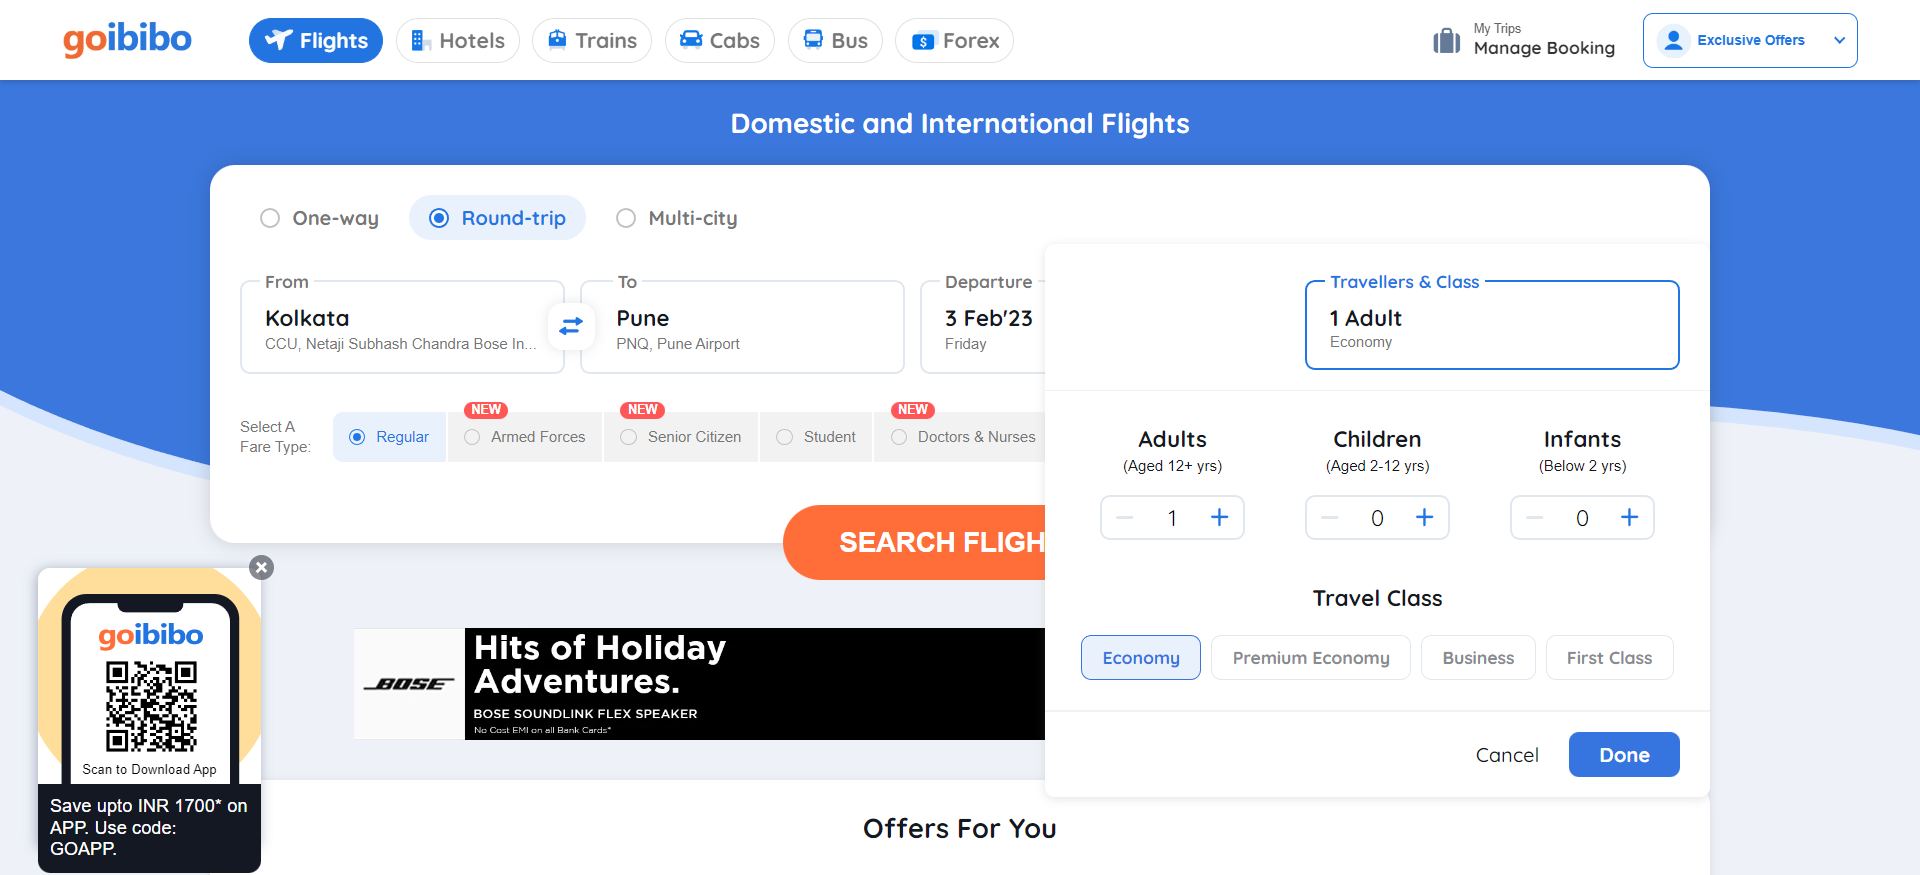 goibibo
Flights
Hotels
Trains
Cabs
Bus
Forex
My Trips
Manage Booking
Exclusive Offers
Domestic and International Flights
One-way
Round-trip
Multi-city
From
Kolkata
CCU, Netaji Subhash Chandra Bose In...
To
Pune
PNQ, Pune Airport
Departure
3 Feb'23
Friday
Travellers & Class
1 Adult
Economy
Select A
Fare Type:
Regular
NEW
Armed Forces
NEW
Senior Citizen
Student
NEW
Doctors & Nurses
Adults
(Aged 12+ yrs)
1
Children
(Aged 2-12 yrs)
0
Infants
(Below 2 yrs)
0
SEARCH FLIGH
Travel Class
Economy
Premium Economy
Business
First Class
Cancel
Done
goibibo
Scan to Download App
Save upto INR 1700* on
APP. Use code:
GOAPP.
BOSE
Hits of Holiday
Adventures.
BOSE SOUNDLINK FLEX SPEAKER
No Cost EMI on all Bank Cards*
Offers For You